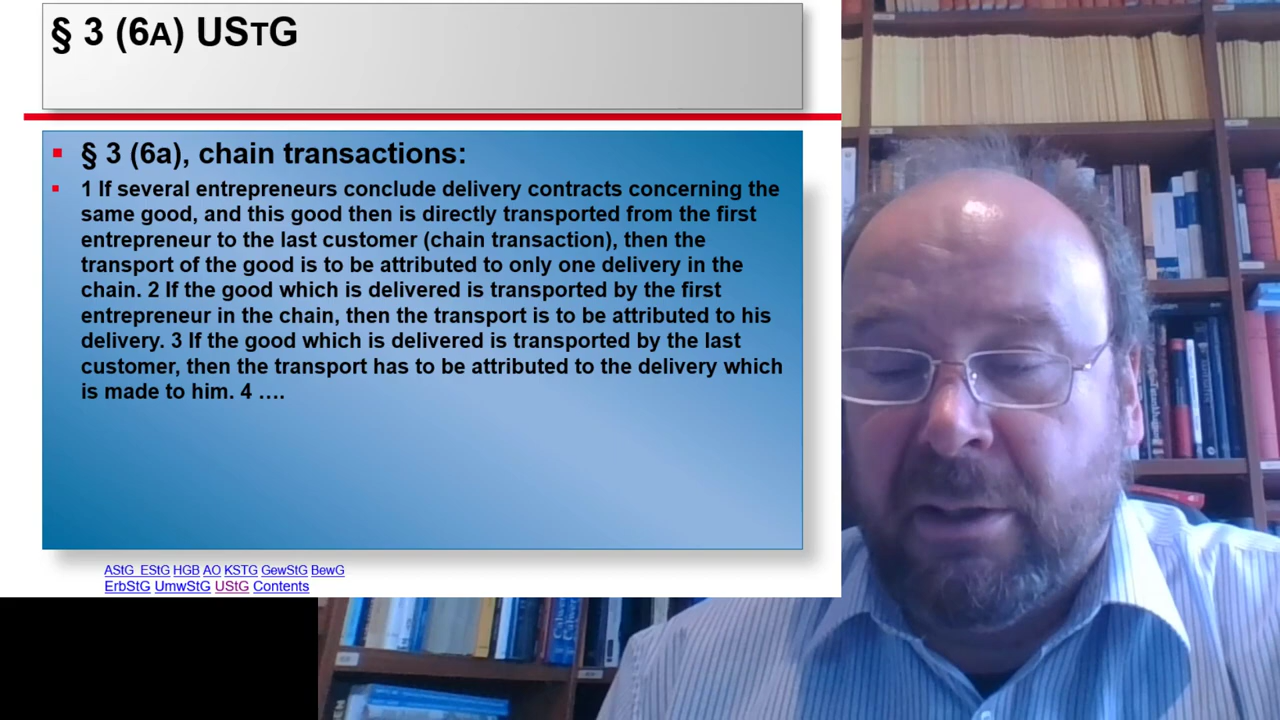 § 3 (6A) USTG
§ 3 (6a), chain transactions:
1 If several entrepreneurs conclude delivery contracts concerning the
same good, and this good then is directly transported from the first
entrepreneur to the last customer (chain transaction), then the
transport of the good is to be attributed to only one delivery in the
chain. 2 If the good which is delivered is transported by the first
entrepreneur in the chain, then the transport is to be attributed to his
delivery. 3 If the good which is delivered is transported by the last
customer, then the transport has to be attributed to the delivery which
is made to him. 4 ….
AStG EStG HGB AO KSTG GewStG BewG
ErbStG UmwStG UStG Contents